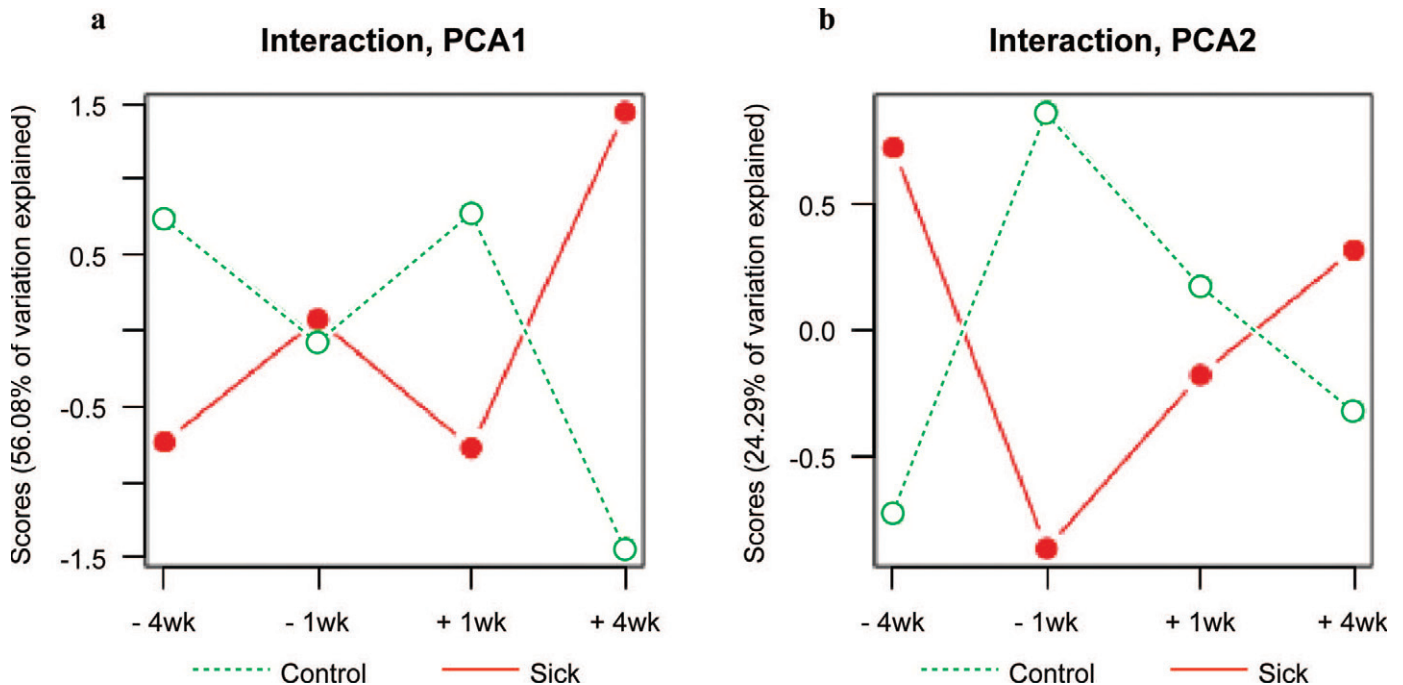 a
Interaction, PCA1
Scores (56.08% of variation explained)
1.5
0.5
-0.5
-1.5
- 4wk
- 1wk
+ 1wk
+ 4wk
Control
Sick
b
Interaction, PCA2
Scores (24.29% of variation explained)
0.5
0.0
-0.5
- 4wk
- 1wk
+ 1wk
+ 4wk
Control
Sick